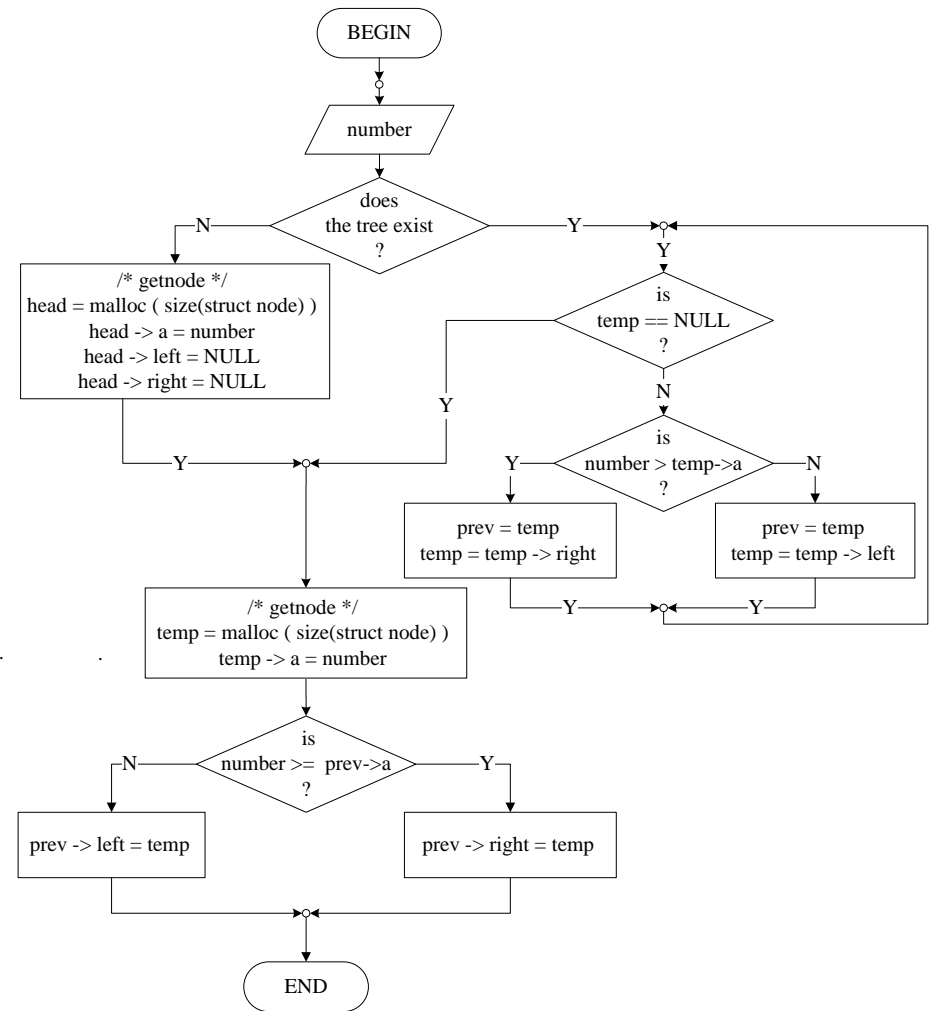 BEGIN
number
does
the tree exist
?
N
Y
/* getnode */
head = malloc ( size(struct node) )
head -> a = number
head -> left = NULL
head -> right = NULL
Y
is
temp == NULL
?
Y
N
Y
is
number > temp->a
?
Y
N
prev = temp
temp = temp -> right
prev = temp
temp = temp -> left
Y
Y
/* getnode */
temp = malloc ( size(struct node) )
temp -> a = number
. .
is
number >= prev->a
?
N
Y
prev -> left = temp
prev -> right = temp
END